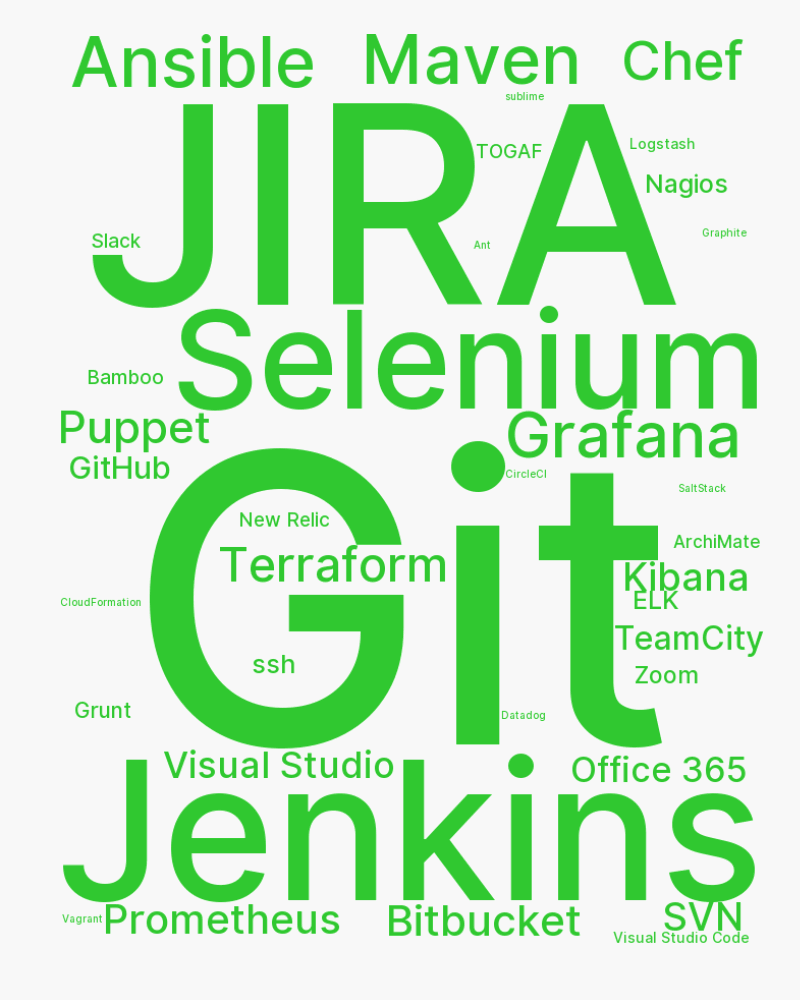 Ansible Maven Chef
sublime
JIRA
TOGAF
Logstash
Nagios
Graphite
Slack
Ant
Selenium
Bamboo
Puppet
Grafana
GitHub
CircleCI
SaltStack
Git
New Relic
ArchiMate
Terraform
Kibana
CloudFormation
ELK
TeamCity
ssh
Zoom
Grunt
Datadog
Visual Studio
Office 365
Jenkins
Vagrant
Prometheus
Bitbucket
SVN
Visual Studio Code